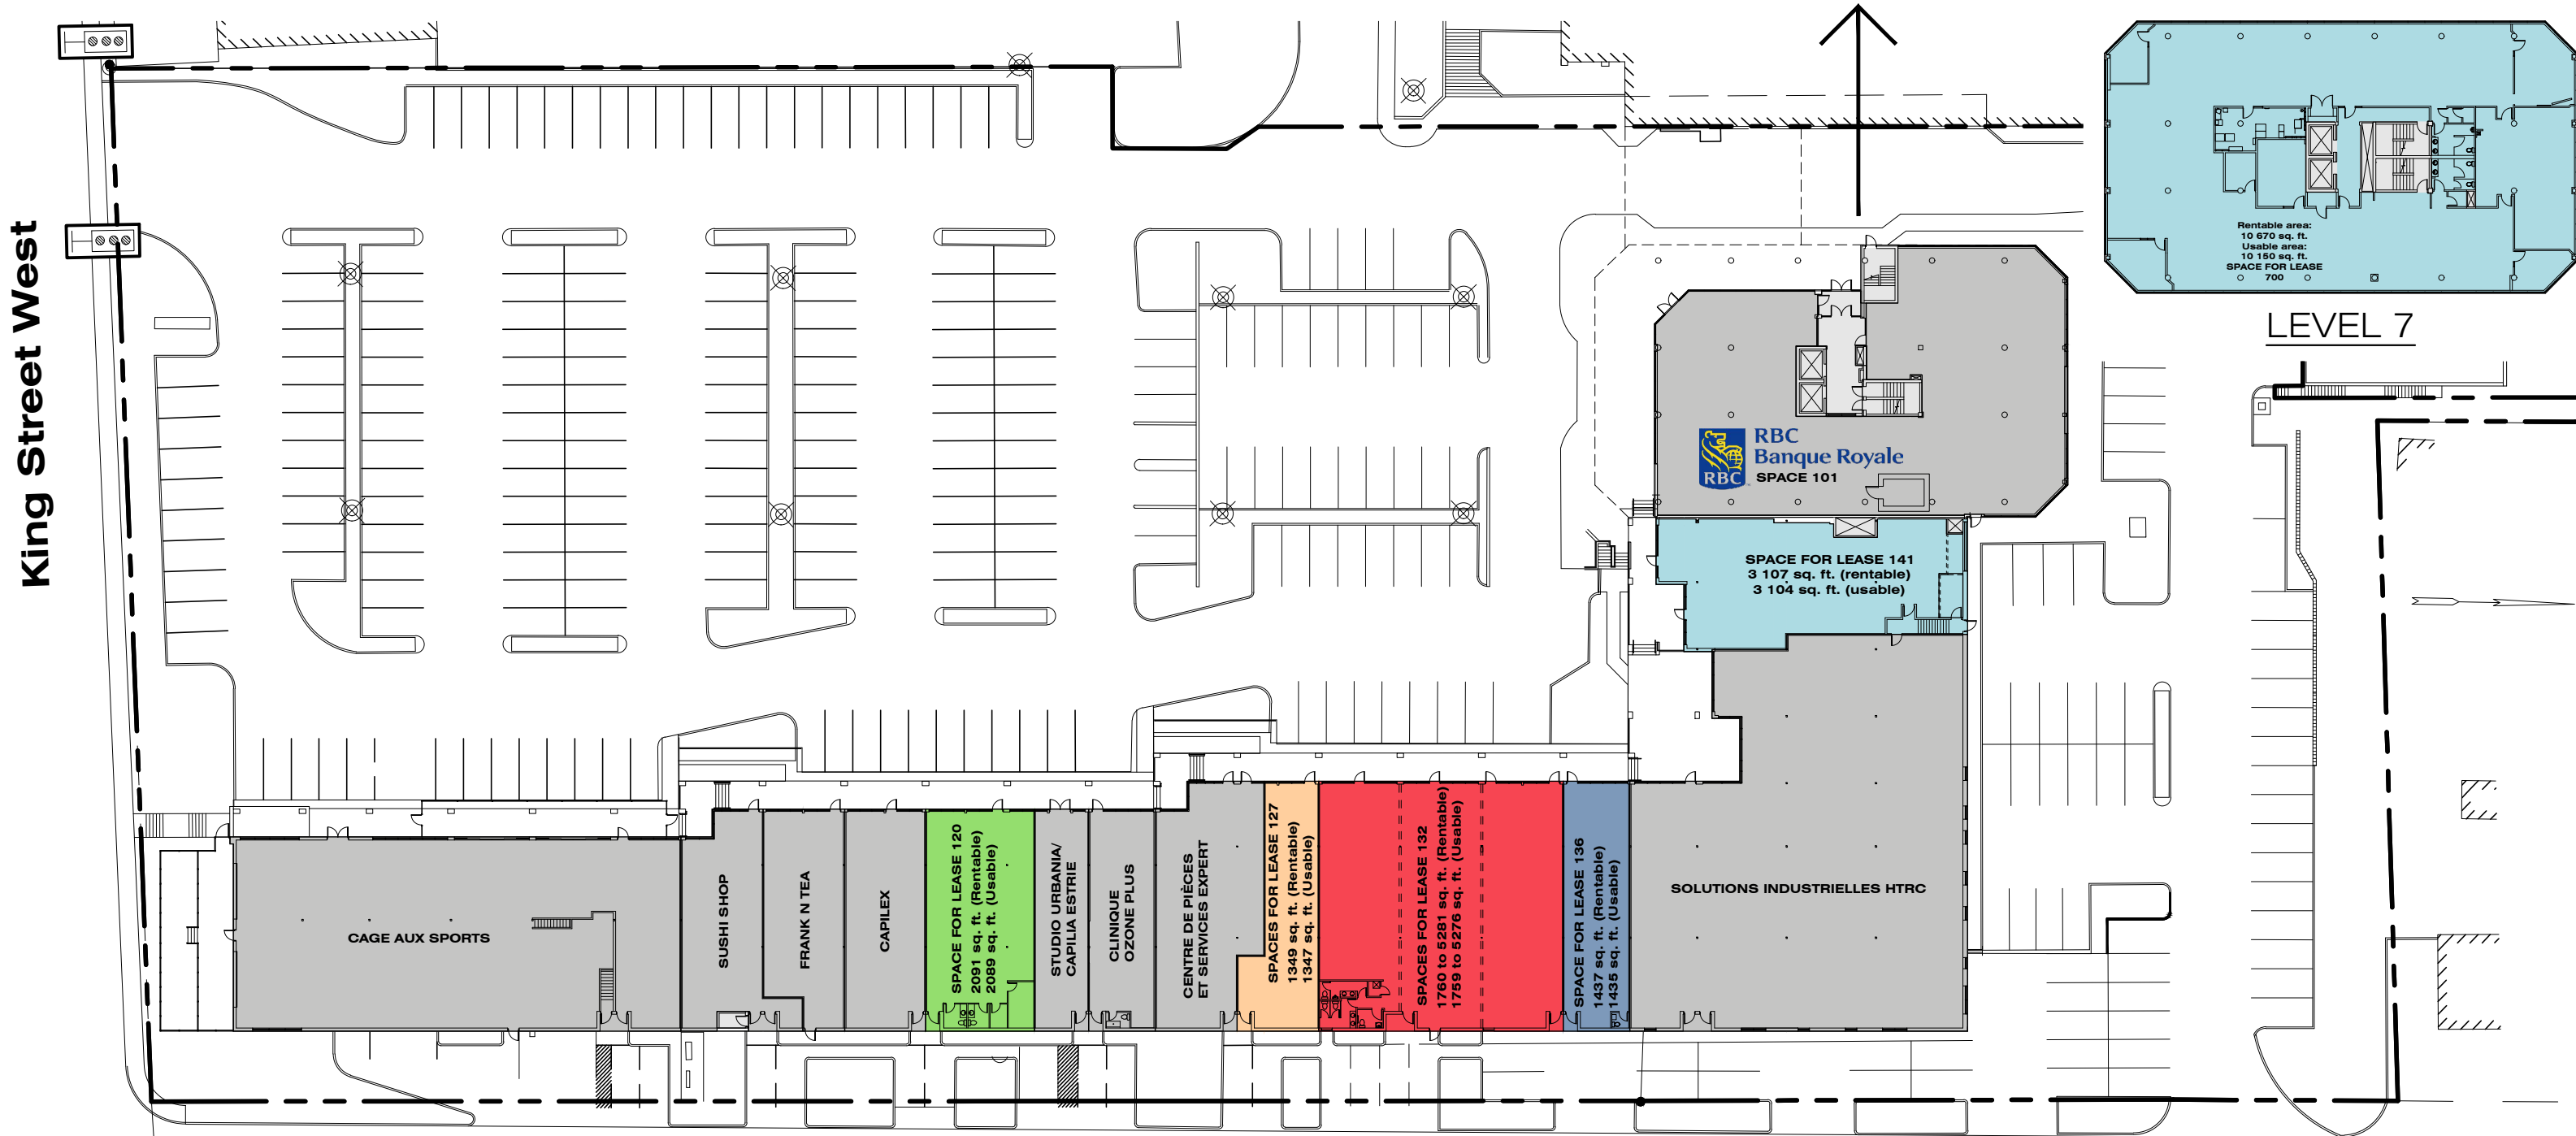 King Street West
Rentable area:
10 670 sq. ft.
Usable area:
10 150 sq. ft.
SPACE FOR LEASE
700
LEVEL 7
RBC
RBC
Banque Royale
SPACE 101
SPACE FOR LEASE 141
3 107 sq. ft. (rentable)
3 104 sq. ft. (usable)
CAGE AUX SPORTS
SUSHI SHOP
FRANK N TEA
CAPILEX
SPACE FOR LEASE 120
2091 sq. ft. (Rentable)
2089 sq. ft. (Usable)
STUDIO URBANIA/
CAPILIA ESTRIE
CLINIQUE
OZONE PLUS
CENTRE DE PIÈCES
ET SERVICES EXPERT
SPACES FOR LEASE 127
1349 sq. ft. (Rentable)
1347 sq. ft. (Usable)
SPACES FOR LEASE 132
1760 to 5281 sq. ft. (Rentable)
1759 to 5276 sq. ft. (Usable)
SPACE FOR LEASE 136
1437 sq. ft. (Rentable)
1435 sq. ft. (Usable)
SOLUTIONS INDUSTRIELLES HTRC